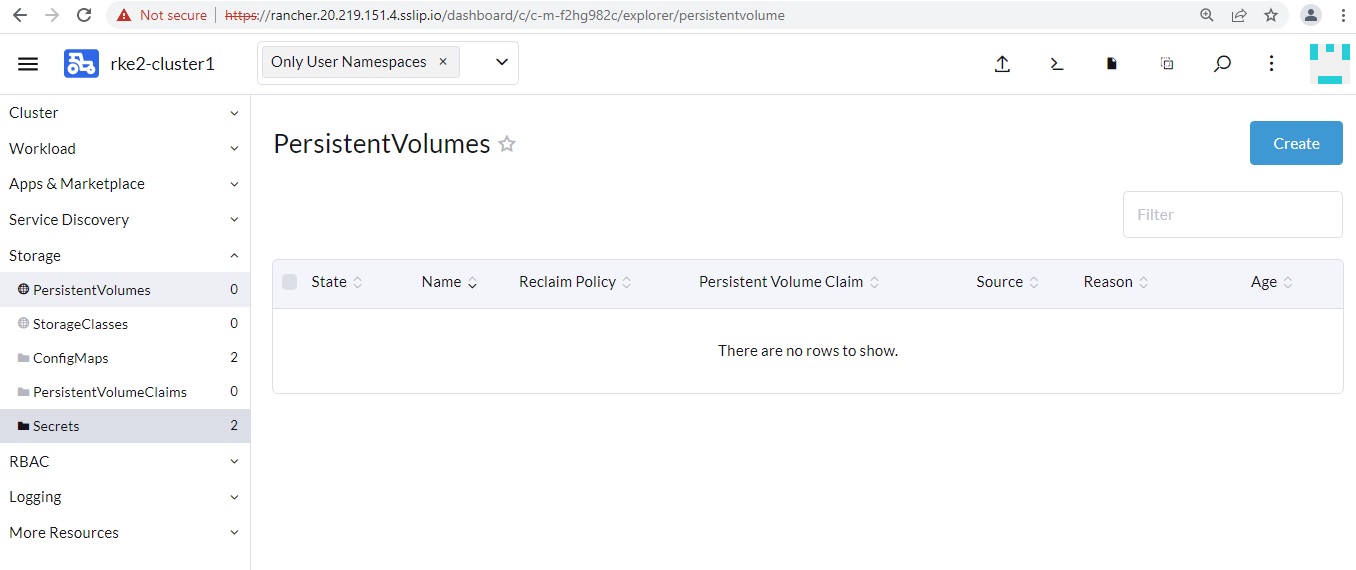 Not secure | https://rancher.20.219.151.4.sslip.io/dashboard/c/c-m-f2hg982c/explorer/persistentvolume
rke2-cluster1 Only User Namespaces ×
Cluster
Workload
Apps & Marketplace
Service Discovery
Storage
PersistentVolumes 0
StorageClasses 0
ConfigMaps 2
PersistentVolumeClaims 0
Secrets 2
RBAC
Logging
More Resources
PersistentVolumes
Create
Filter
State Name Reclaim Policy Persistent Volume Claim Source Reason Age
There are no rows to show.